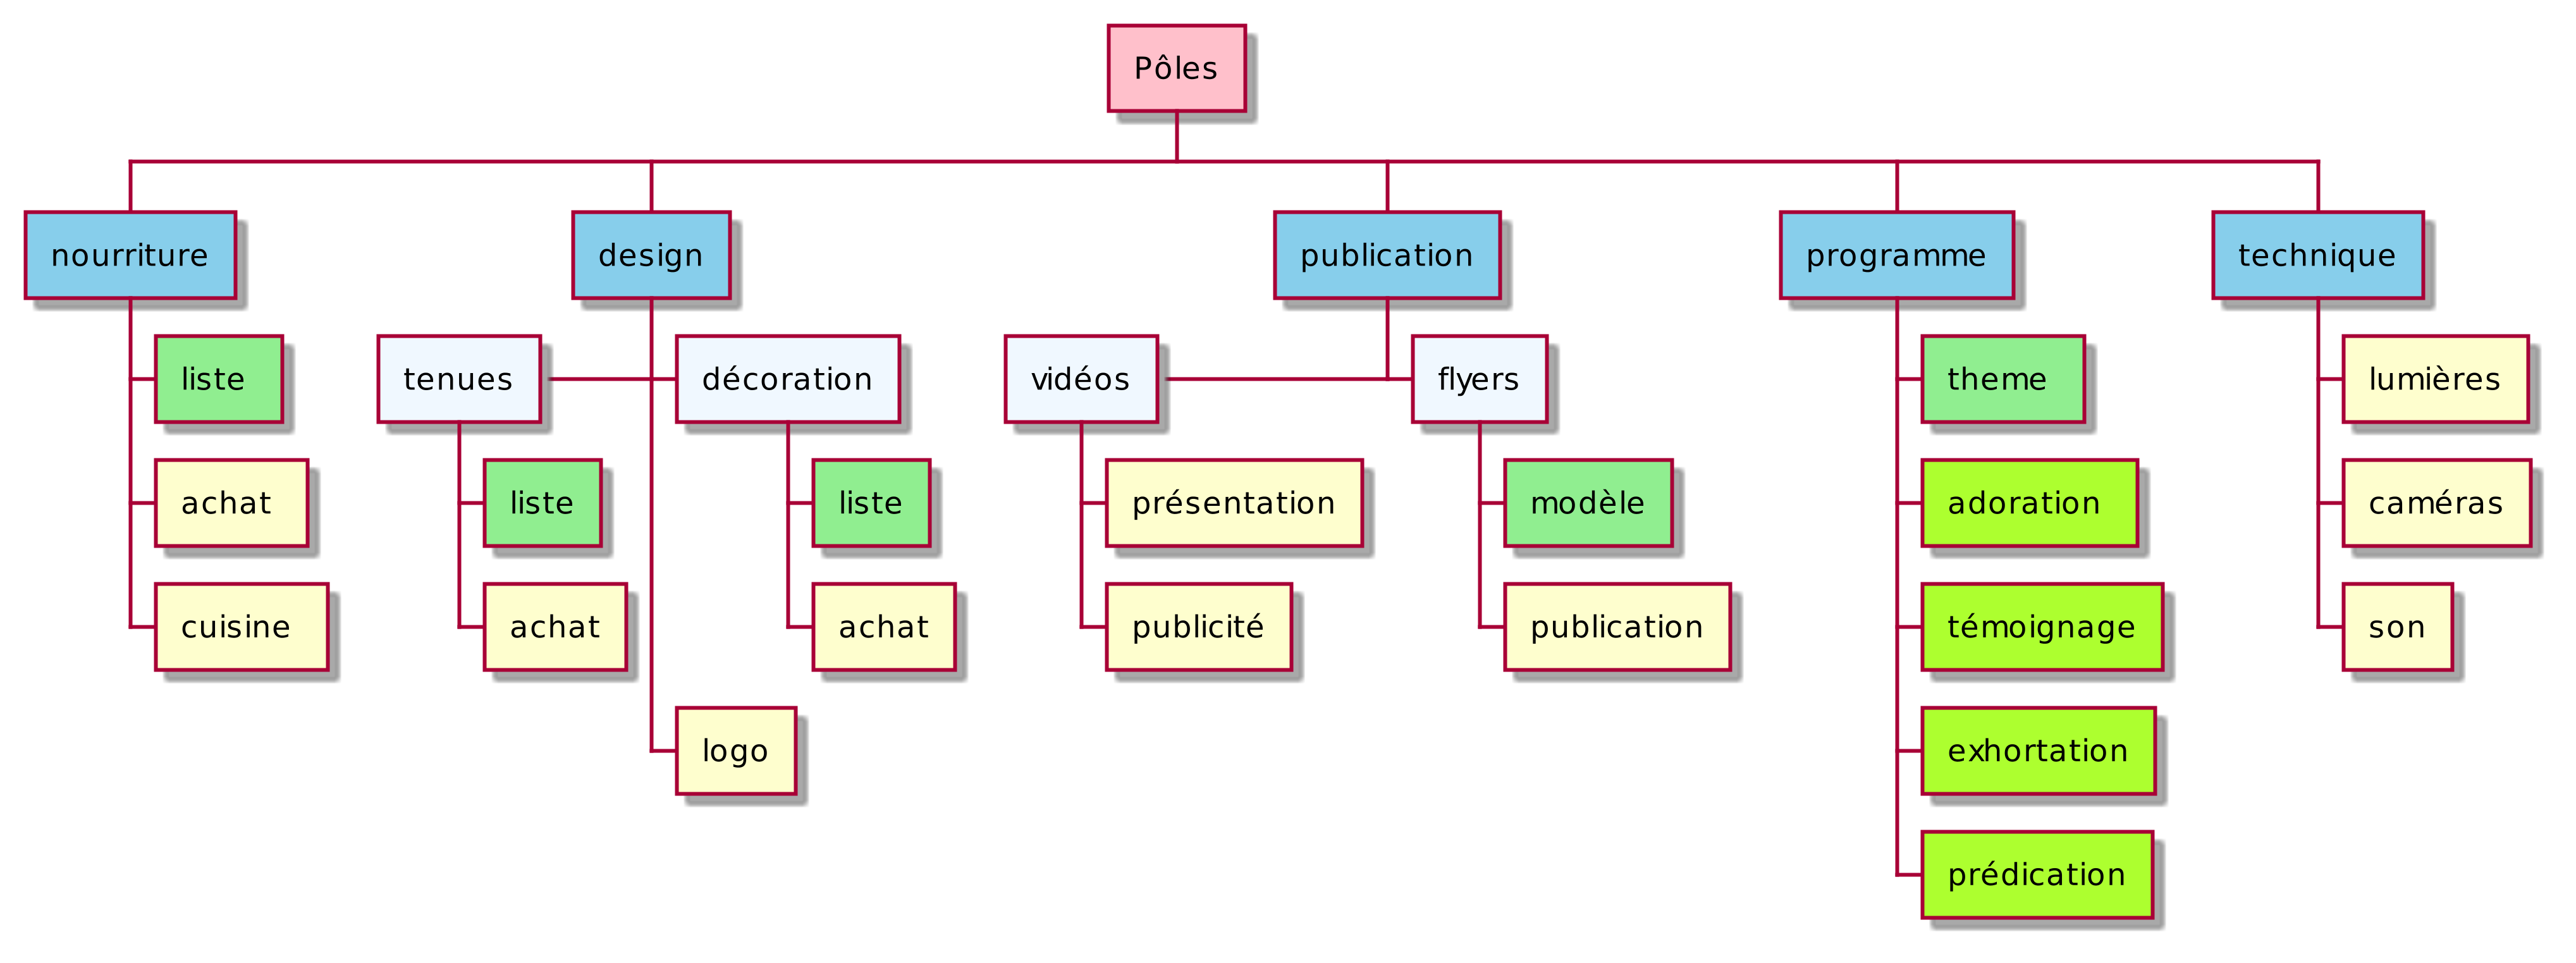 Pôles
nourriture
design
publication
programme
technique
liste
tenues
décoration
vidéos
flyers
theme
lumières
achat
liste
liste
présentation
modèle
adoration
caméras
cuisine
achat
achat
publicité
publication
témoignage
son
logo
exhortation
prédication